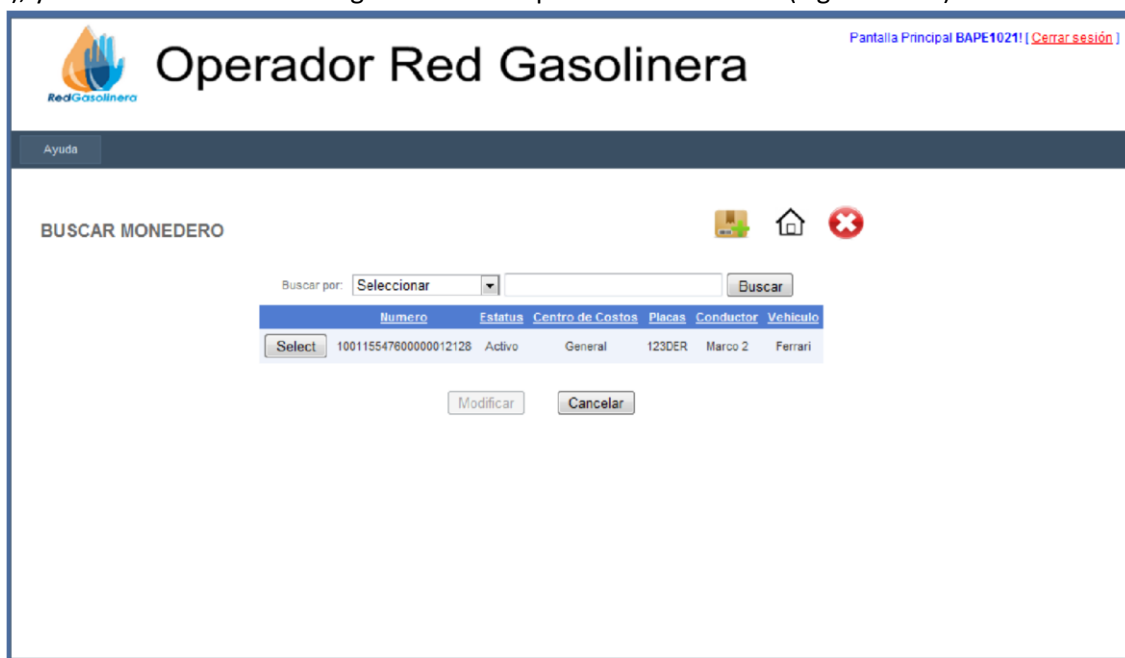 Pantalla Principal BAPE1021! [ Cerrar sesión ]
Operador Red Gasolinera
RedGasolinera
Ayuda
BUSCAR MONEDERO
Buscar por: Seleccionar Buscar
Numero Estatus Centro de Costos Placas Conductor Vehiculo
Select 100115547600000012128 Activo General 123DER Marco 2 Ferrari
Modificar Cancelar